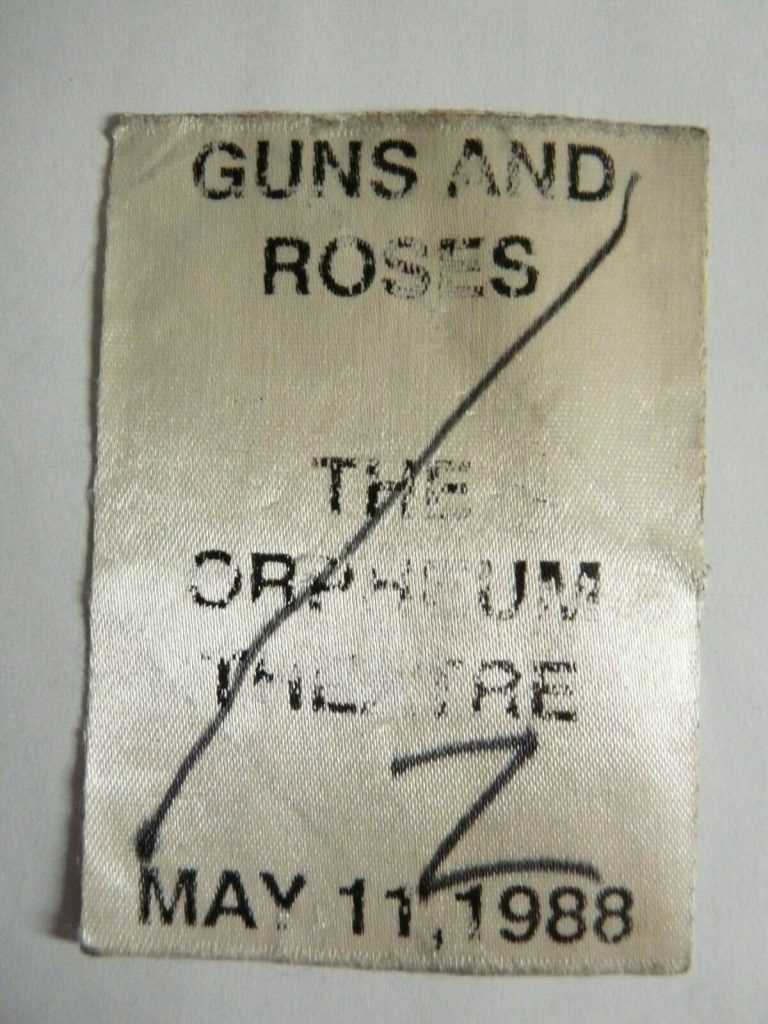 GUNS AND
ROSES
THE
ORPHEUM
THEATRE
Z
MAY 11, 1988